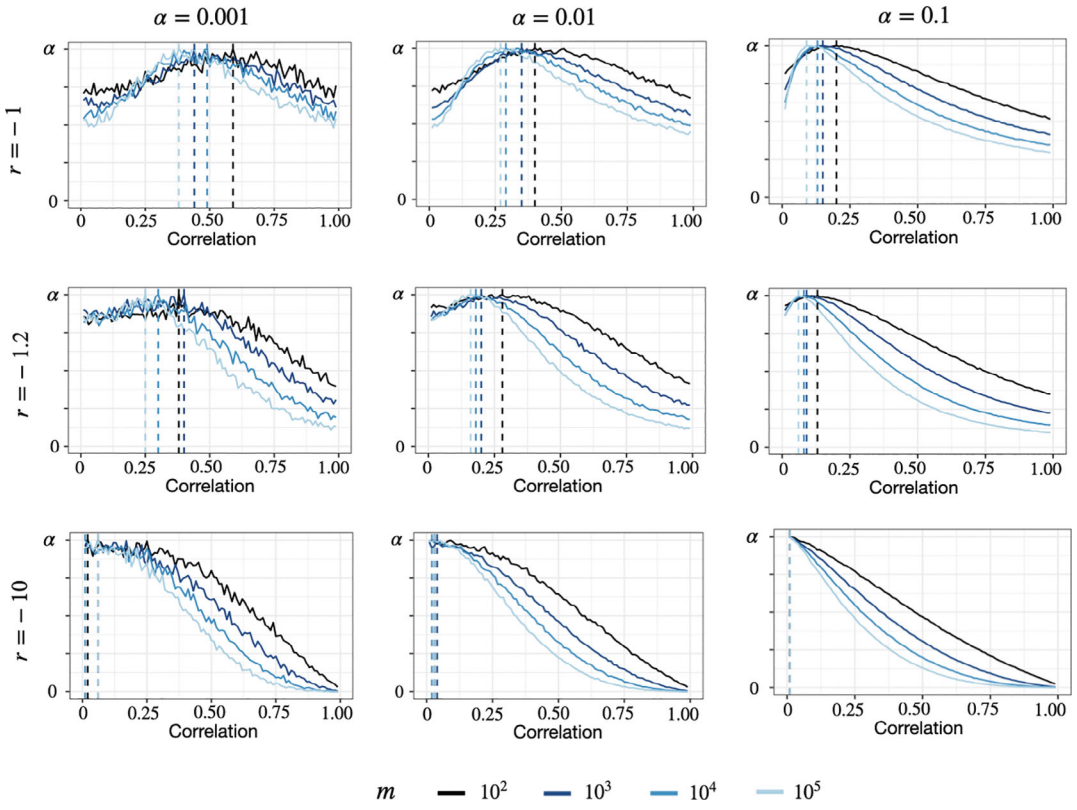 α = 0.001 α = 0.01 α = 0.1
r = − 1
α α α
0 0 0
0 0.25 0.50 0.75 1.00 0 0.25 0.50 0.75 1.00 0 0.25 0.50 0.75 1.00
Correlation Correlation Correlation
r = − 1.2
α α α
0 0 0
0 0.25 0.50 0.75 1.00 0 0.25 0.50 0.75 1.00 0 0.25 0.50 0.75 1.00
Correlation Correlation Correlation
r = − 10
α α α
0 0 0
0 0.25 0.50 0.75 1.00 0 0.25 0.50 0.75 1.00 0 0.25 0.50 0.75 1.00
Correlation Correlation Correlation
m 10² 10³ 10⁴ 10⁵